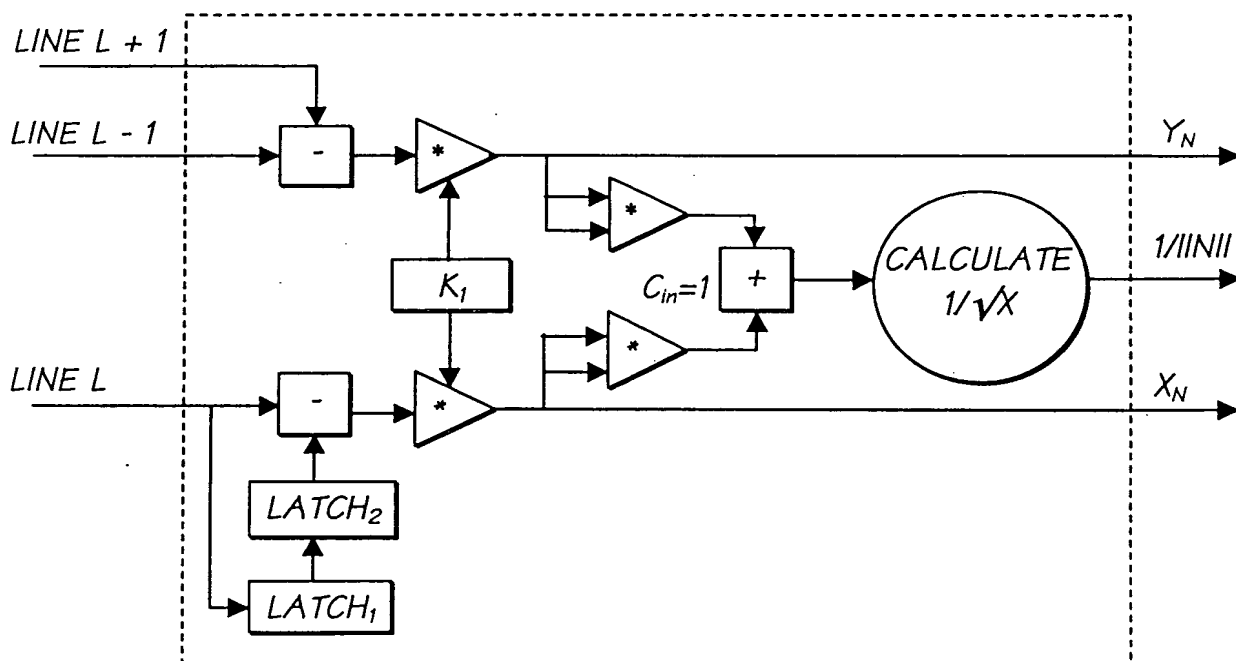 LINE L + 1
LINE L - 1
-
*
Y_N
*
K_1
C_in=1
+
CALCULATE
1/√X
1/||N||
*
LINE L
-
*
X_N
LATCH_2
LATCH_1